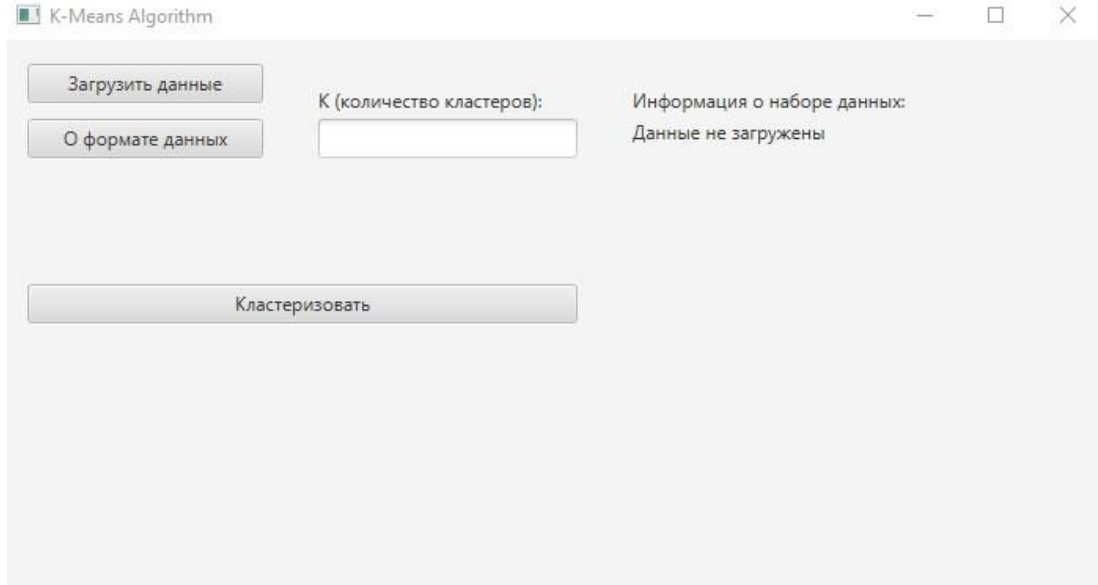 K-Means Algorithm
Загрузить данные
О формате данных
К (количество кластеров):
Информация о наборе данных:
Данные не загружены
Кластеризовать